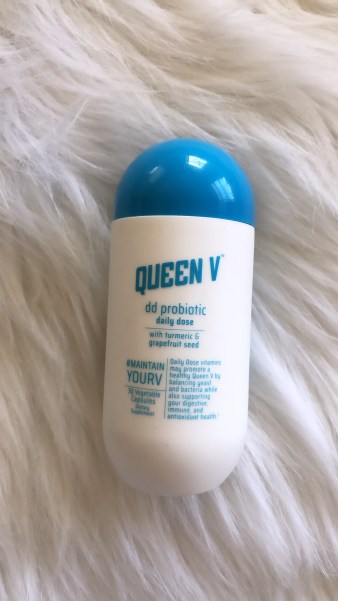 QUEEN V
dd probiotic
daily dose
with turmeric &
grapefruit seed
#MAINTAIN
YOURV
30 Vegetable
Capsules
Dietary
Supplement
Daily Dose vitamins
may promote a
healthy Queen V by
balancing yeast
and bacteria while
also supporting
your digestive,
immune, and
antioxidant health.*